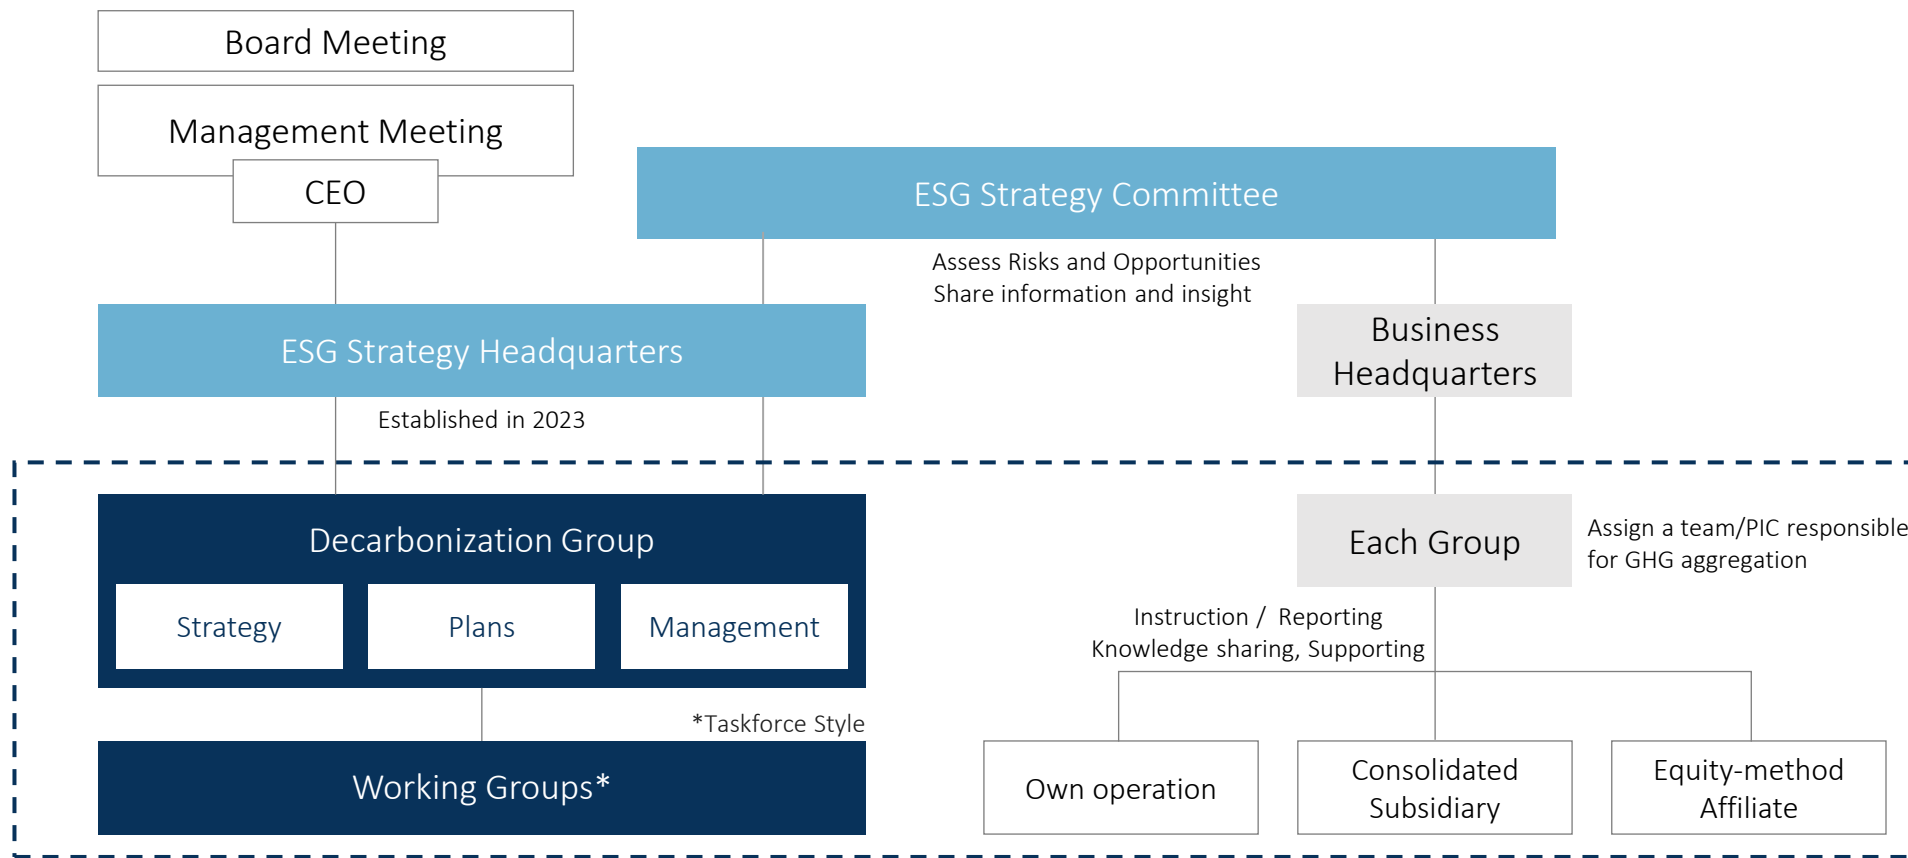 Board Meeting
Management Meeting
CEO
ESG Strategy Committee
Assess Risks and Opportunities
Share information and insight
ESG Strategy Headquarters
Business
Headquarters
Established in 2023
Decarbonization Group
Strategy
Plans
Management
Each Group
Assign a team/PIC responsible
for GHG aggregation
Instruction / Reporting
Knowledge sharing, Supporting
*Taskforce Style
Working Groups*
Own operation
Consolidated
Subsidiary
Equity-method
Affiliate